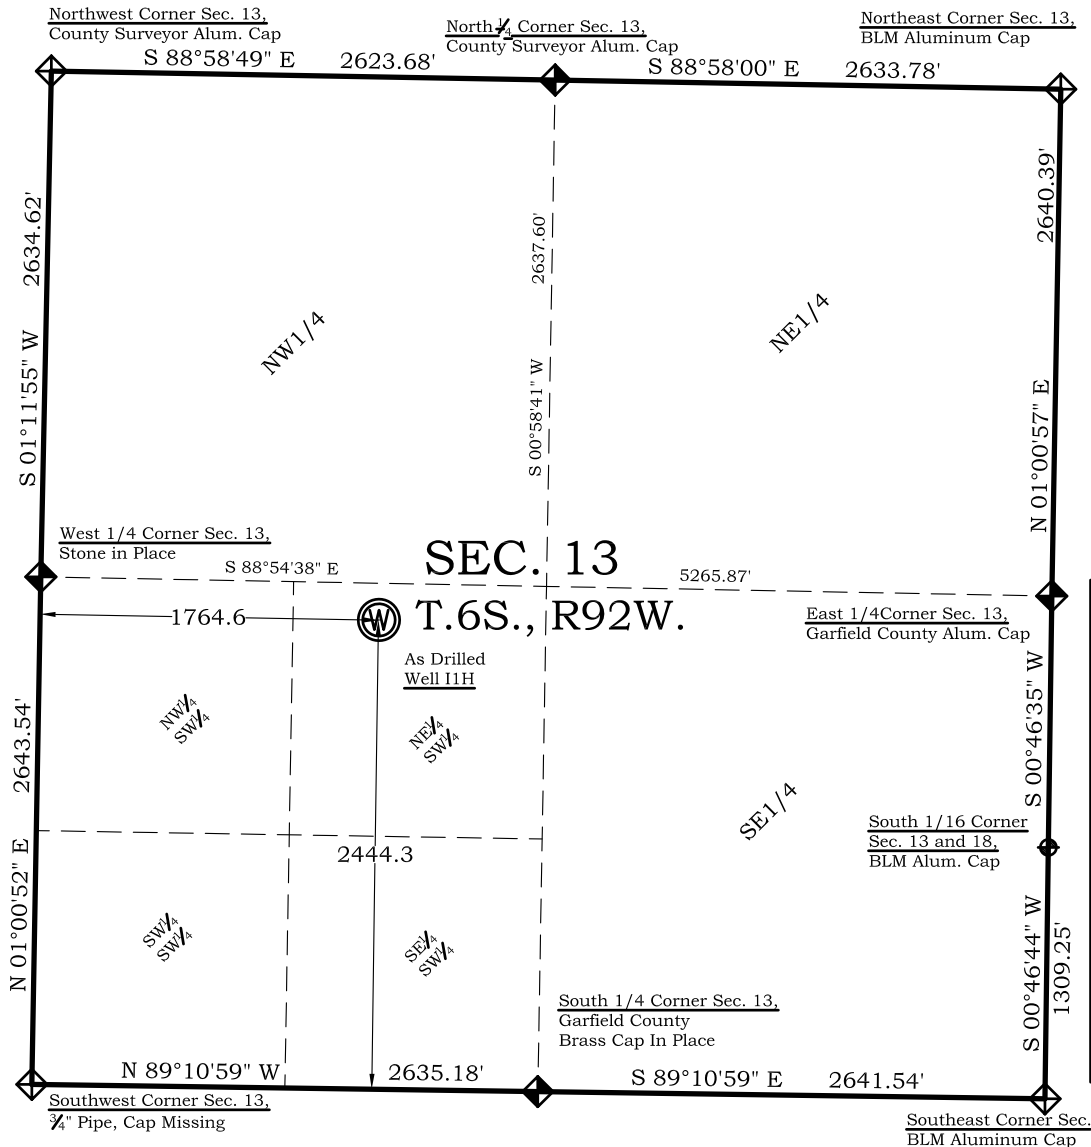 Northwest Corner Sec. 13,
County Surveyor Alum. Cap
North 1/4 Corner Sec. 13,
County Surveyor Alum. Cap
Northeast Corner Sec. 13,
BLM Aluminum Cap
S 88°58'49" E 2623.68'
S 88°58'00" E 2633.78'
2634.62'
S 01°11'55" W
2637.60'
S 00°58'41" W
2640.39'
N 01°00'57" E
NW1/4
NE1/4
West 1/4 Corner Sec. 13,
Stone in Place
S 88°54'38" E
5265.87'
SEC. 13
T.6S., R92W.
1764.6
W
As Drilled
Well I1H
East 1/4Corner Sec. 13,
Garfield County Alum. Cap
NW1/4
SW1/4
NE1/4
SW1/4
2643.54'
N 01°00'52" E
S 00°46'35" W
SE1/4
South 1/16 Corner
Sec. 13 and 18,
BLM Alum. Cap
2444.3
SW1/4
SW1/4
SE1/4
SW1/4
S 00°46'44" W
1309.25'
South 1/4 Corner Sec. 13,
Garfield County
Brass Cap In Place
N 89°10'59" W 2635.18'
S 89°10'59" E 2641.54'
Southwest Corner Sec. 13,
3/4" Pipe, Cap Missing
Southeast Corner Sec.
BLM Aluminum Cap